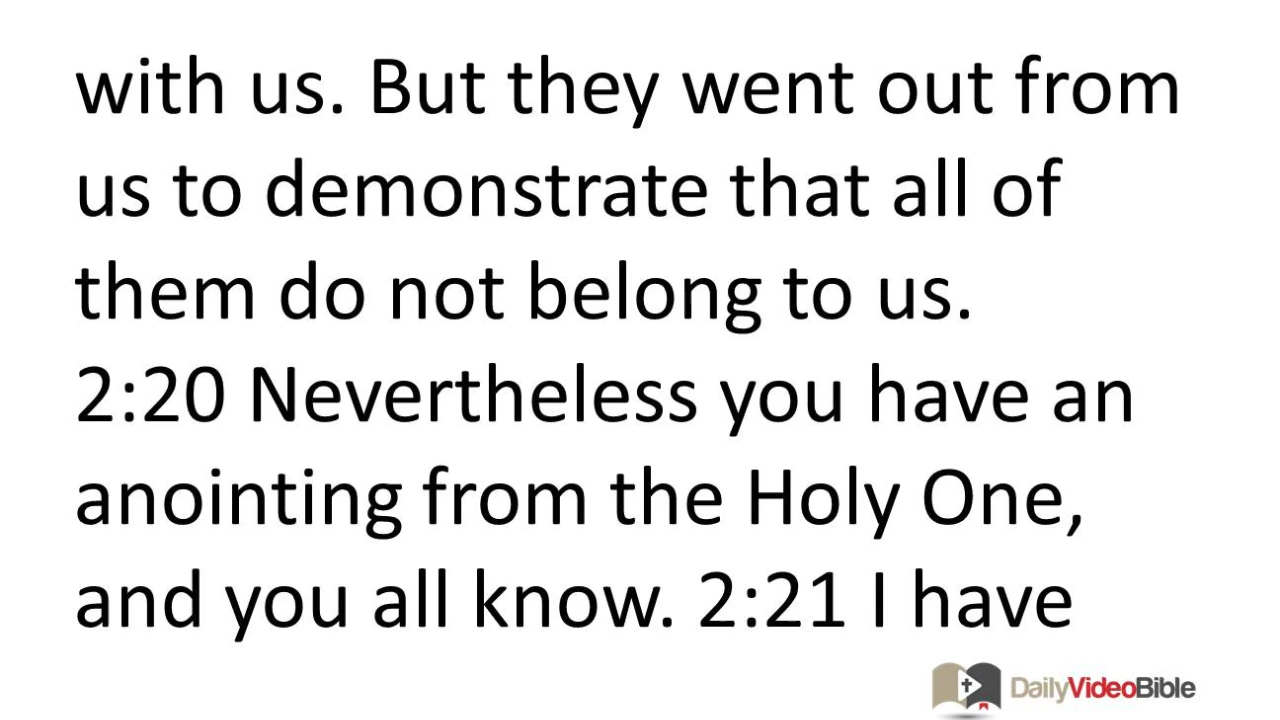 with us. But they went out from
us to demonstrate that all of
them do not belong to us.
2:20 Nevertheless you have an
anointing from the Holy One,
and you all know. 2:21 I have
DailyVideoBible